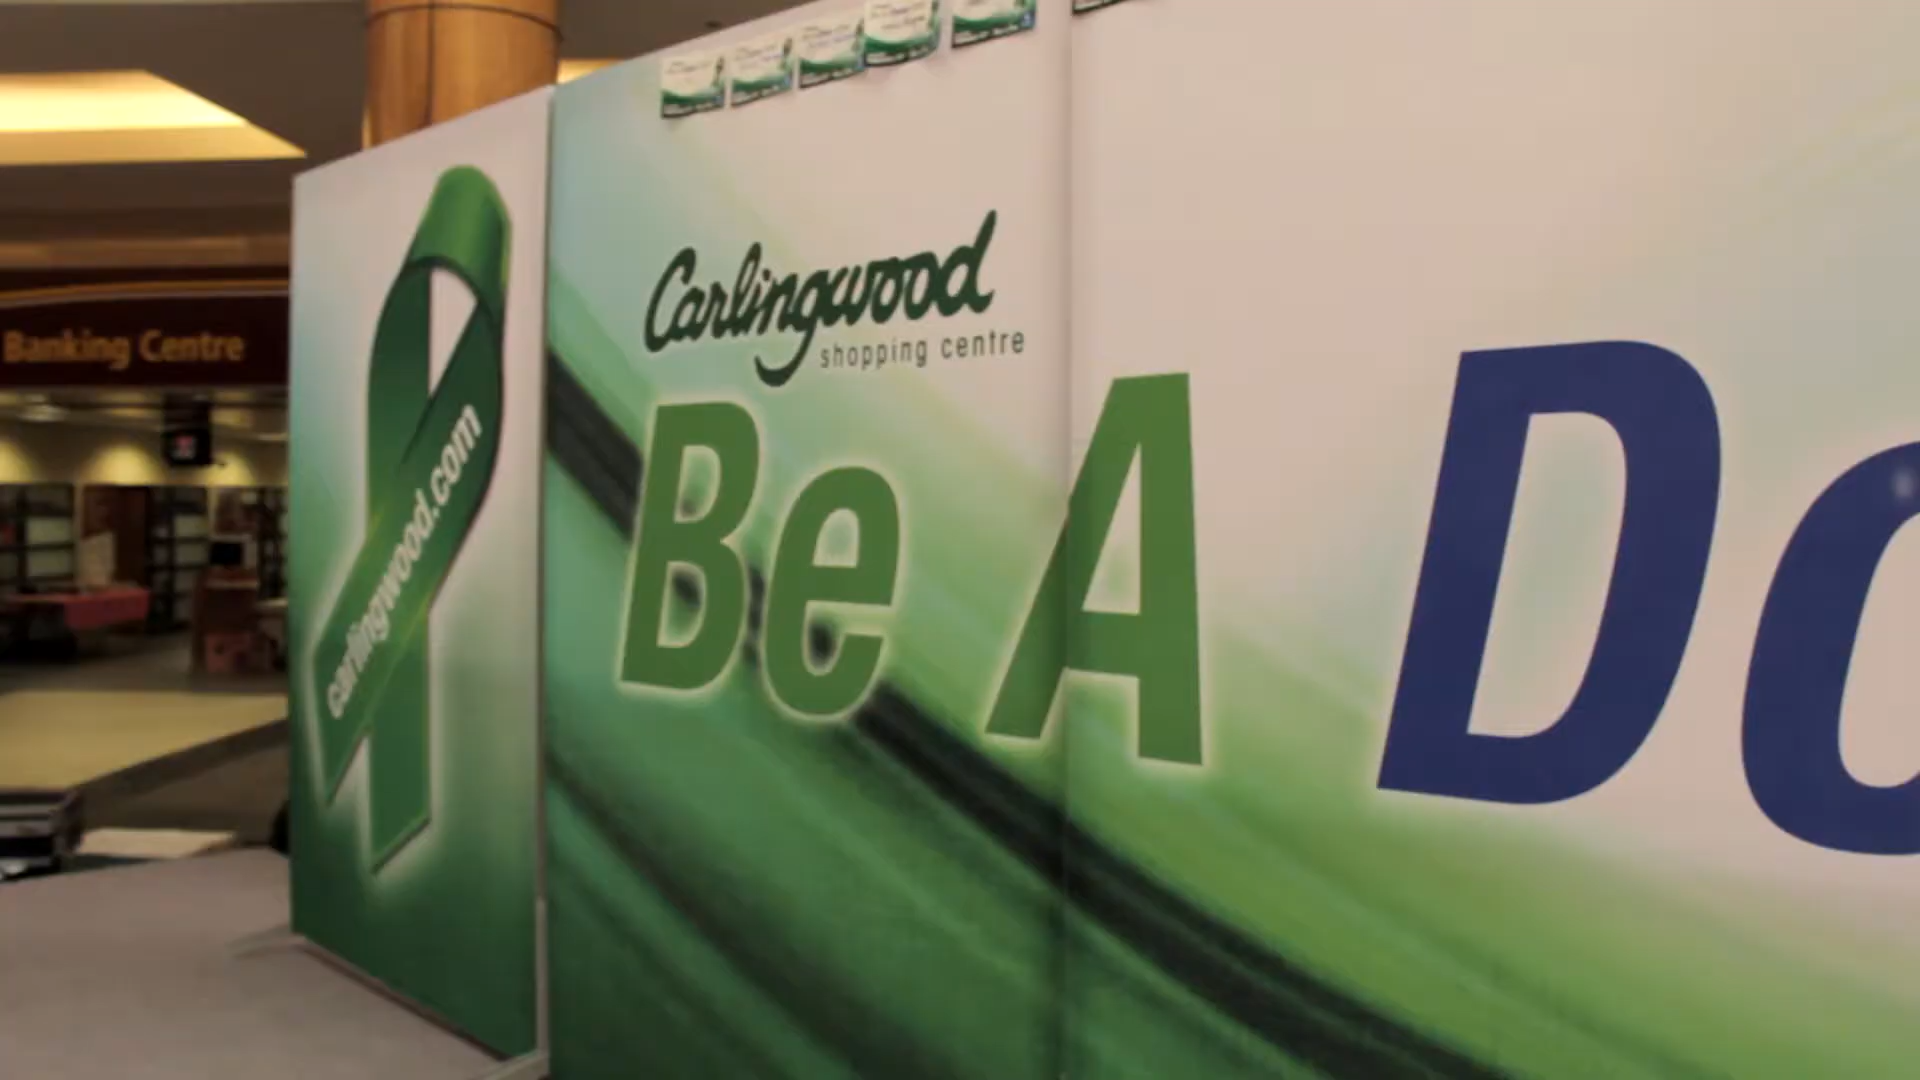 Banking Centre
carlingwood.com
Carlingwood
shopping centre
Be A Do